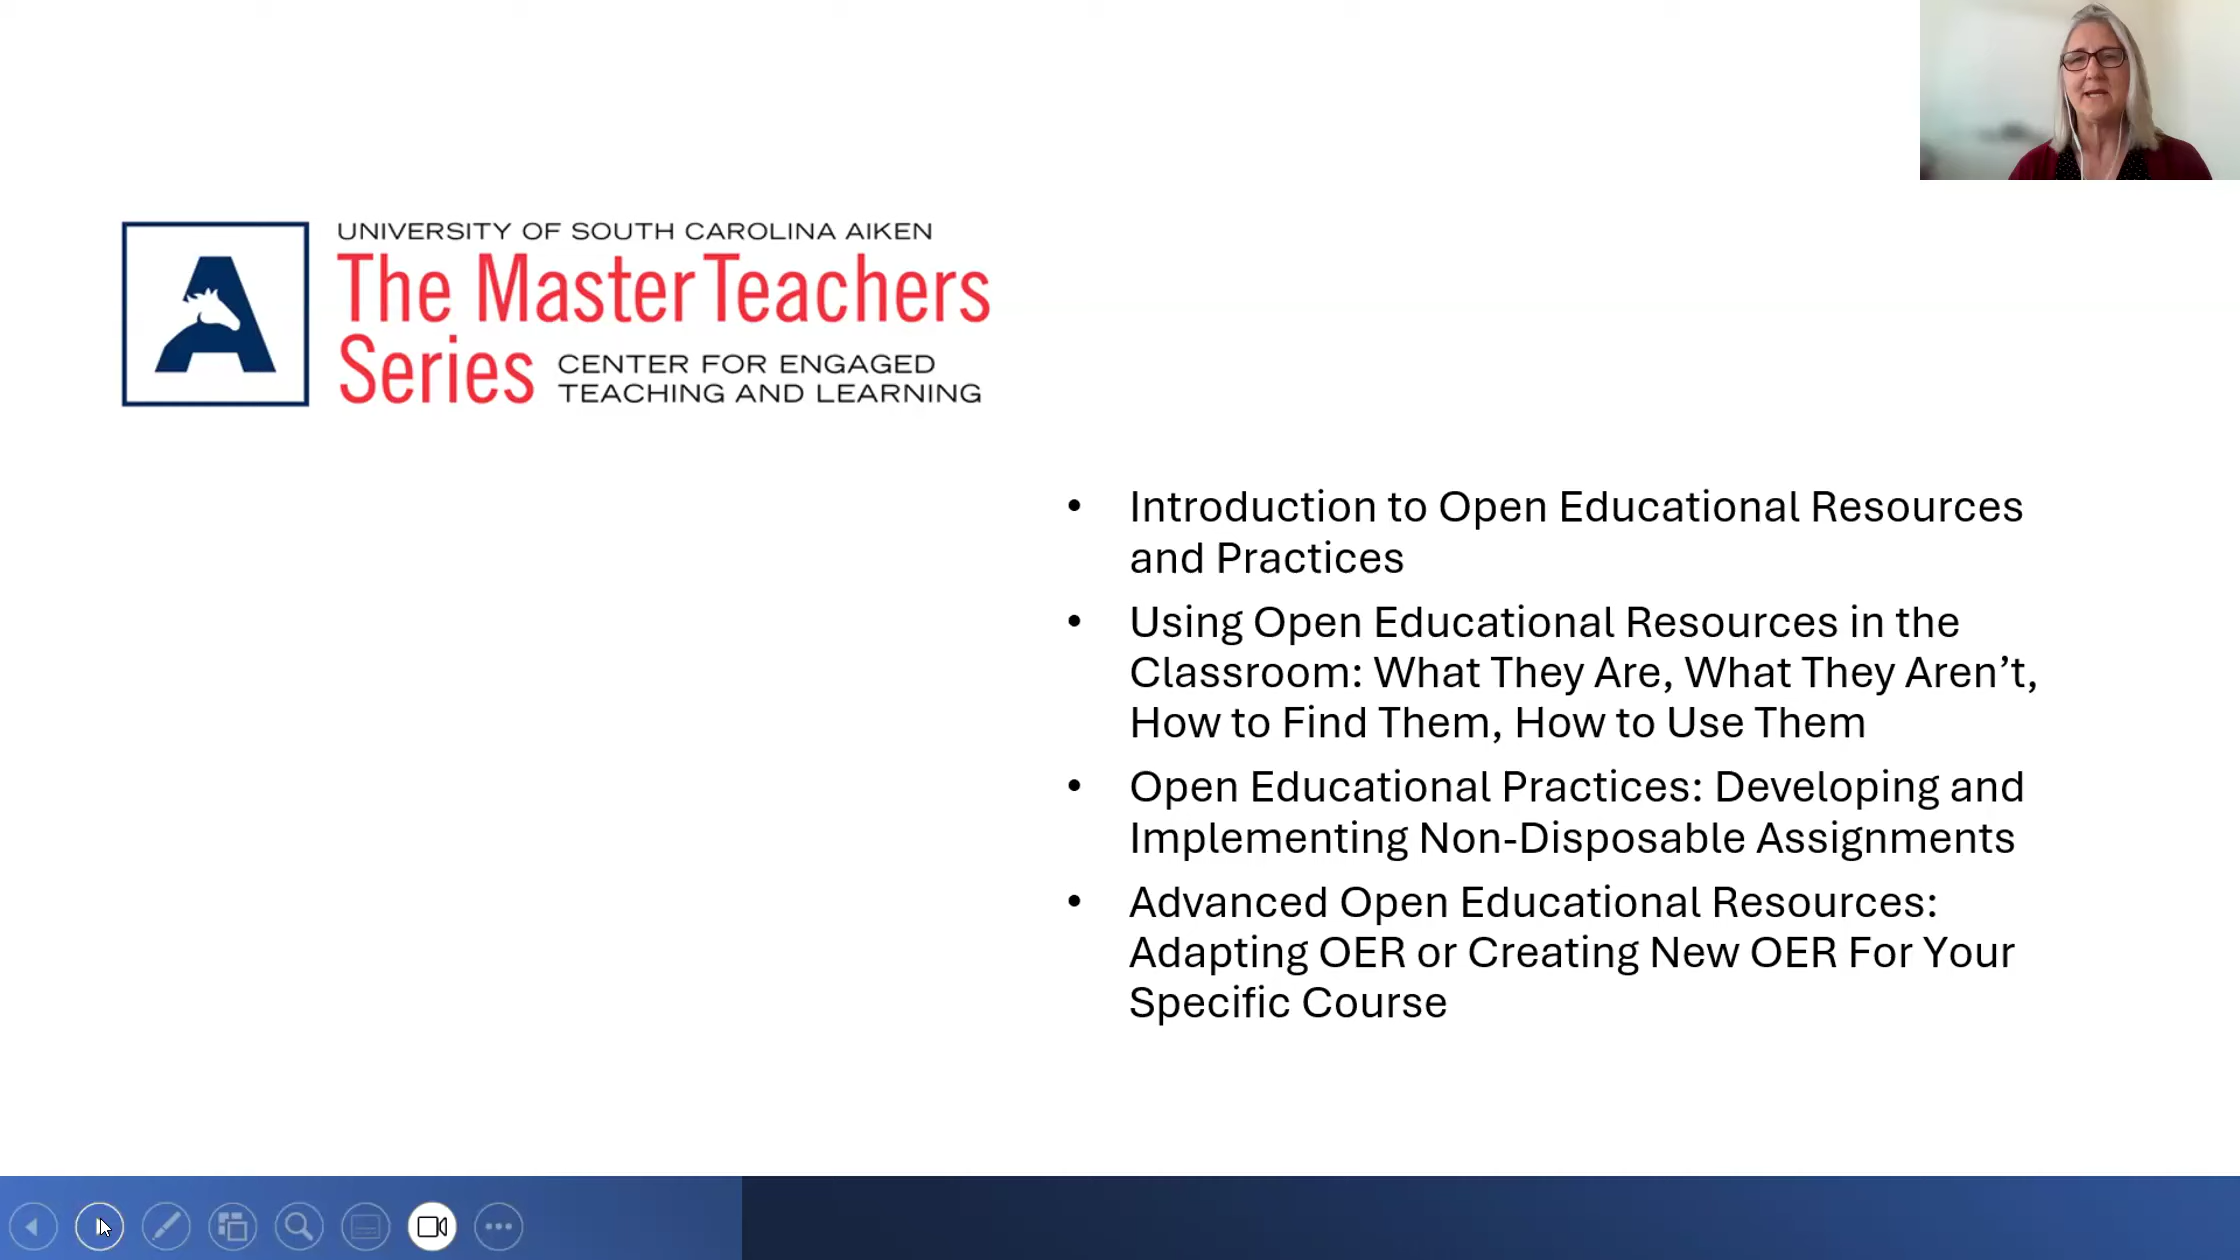 UNIVERSITY OF SOUTH CAROLINA AIKEN
The Master Teachers
Series CENTER FOR ENGAGED
TEACHING AND LEARNING
• Introduction to Open Educational Resources
and Practices
• Using Open Educational Resources in the
Classroom: What They Are, What They Aren’t,
How to Find Them, How to Use Them
• Open Educational Practices: Developing and
Implementing Non-Disposable Assignments
• Advanced Open Educational Resources:
Adapting OER or Creating New OER For Your
Specific Course